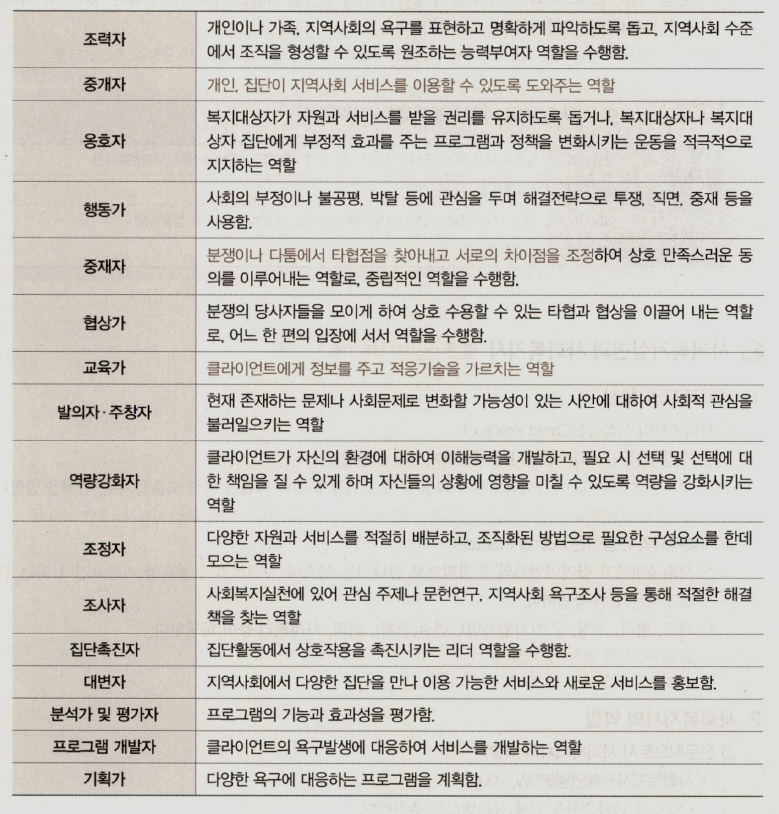 조력자
개인이나 가족, 지역사회의 욕구를 표현하고 명확하게 파악하도록 돕고, 지역사회 수준
에서 조직을 형성할 수 있도록 원조하는 능력부여자 역할을 수행함.
중개자
개인, 집단이 지역사회 서비스를 이용할 수 있도록 도와주는 역할
옹호자
복지대상자가 자원과 서비스를 받을 권리를 유지하도록 돕거나, 복지대상자나 복지대
상자 집단에게 부정적 효과를 주는 프로그램과 정책을 변화시키는 운동을 적극적으로
지지하는 역할
행동가
사회의 부정이나 불공평, 박탈 등에 관심을 두며 해결전략으로 투쟁, 직면, 중재 등을
사용함.
중재자
분쟁이나 다툼에서 타협점을 찾아내고 서로의 차이점을 조정하여 상호 만족스러운 동
의를 이루어내는 역할로, 중립적인 역할을 수행함.
협상가
분쟁의 당사자들을 모이게 하여 상호 수용할 수 있는 타협과 협상을 이끌어 내는 역할
로, 어느 한 편의 입장에 서서 역할을 수행함.
교육가
클라이언트에게 정보를 주고 적응기술을 가르치는 역할
발의자·주창자
현재 존재하는 문제나 사회문제로 변화할 가능성이 있는 사안에 대하여 사회적 관심을
불러일으키는 역할
역량강화자
클라이언트가 자신의 환경에 대하여 이해능력을 개발하고, 필요 시 선택 및 선택에 대
한 책임을 질 수 있게 하며 자신들의 상황에 영향을 미칠 수 있도록 역량을 강화시키는
역할
조정자
다양한 자원과 서비스를 적절히 배분하고, 조직화된 방법으로 필요한 구성요소를 한데
모으는 역할
조사자
사회복지실천에 있어 관심 주제나 문헌연구, 지역사회 욕구조사 등을 통해 적절한 해결
책을 찾는 역할
집단촉진자
집단활동에서 상호작용을 촉진시키는 리더 역할을 수행함.
대변자
지역사회에서 다양한 집단을 만나 이용 가능한 서비스와 새로운 서비스를 홍보함.
분석가 및 평가자
프로그램의 기능과 효과성을 평가함.
프로그램 개발자
클라이언트의 욕구발생에 대응하여 서비스를 개발하는 역할
기획가
다양한 욕구에 대응하는 프로그램을 계획함.